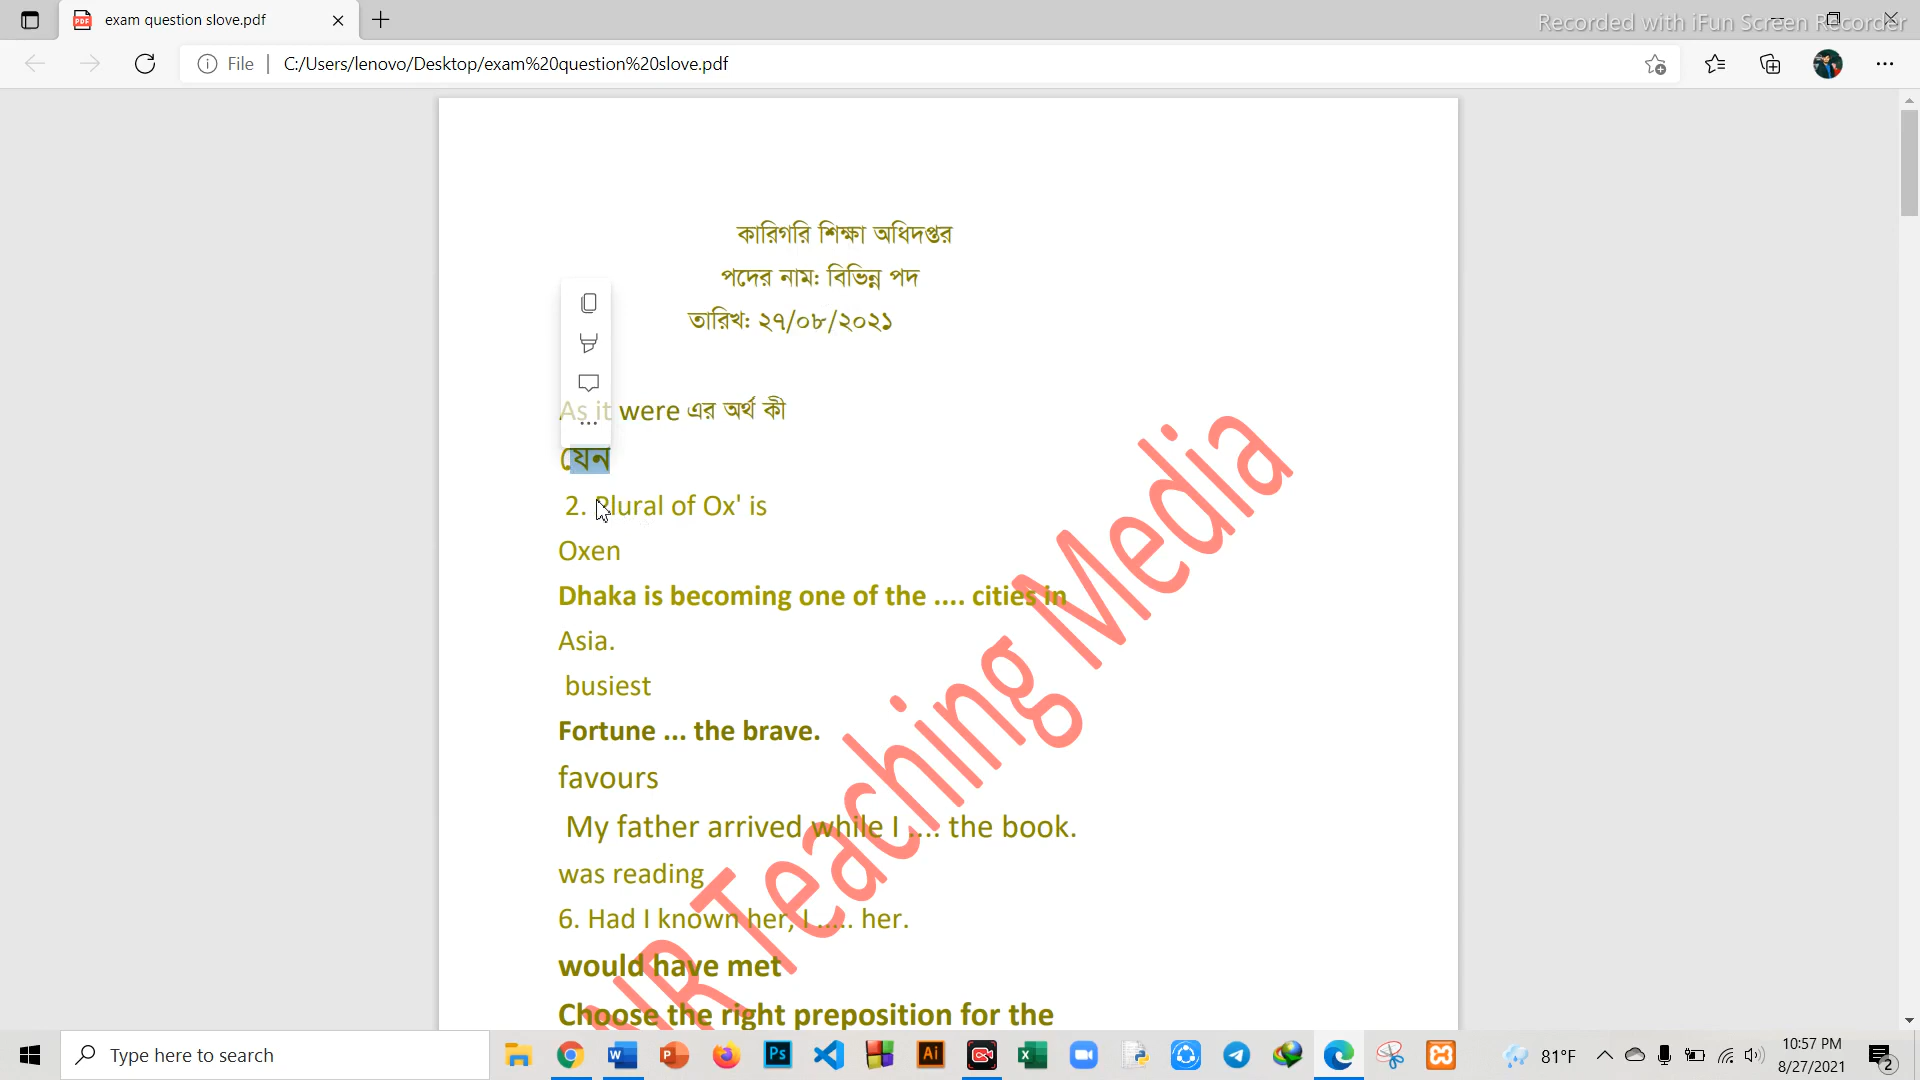 exam question slove.pdf
Recorded with iFun Screen Recorder
File
C:/Users/lenovo/Desktop/exam%20question%20slove.pdf
কারিগরি শিক্ষা অধিদপ্তর
পদের নাম: বিভিন্ন পদ
তারিখ: ২৭/০৮/২০২১
As it were এর অর্থ কী
যেন
2. Plural of Ox' is
Oxen
Dhaka is becoming one of the .... cities in
Asia.
busiest
Fortune ... the brave.
favours
My father arrived while I .... the book.
was reading
6. Had I known her, I ..... her.
would have met
Choose the right preposition for the
NR Teaching Media
Type here to search
81°F
10:57 PM
8/27/2021
2